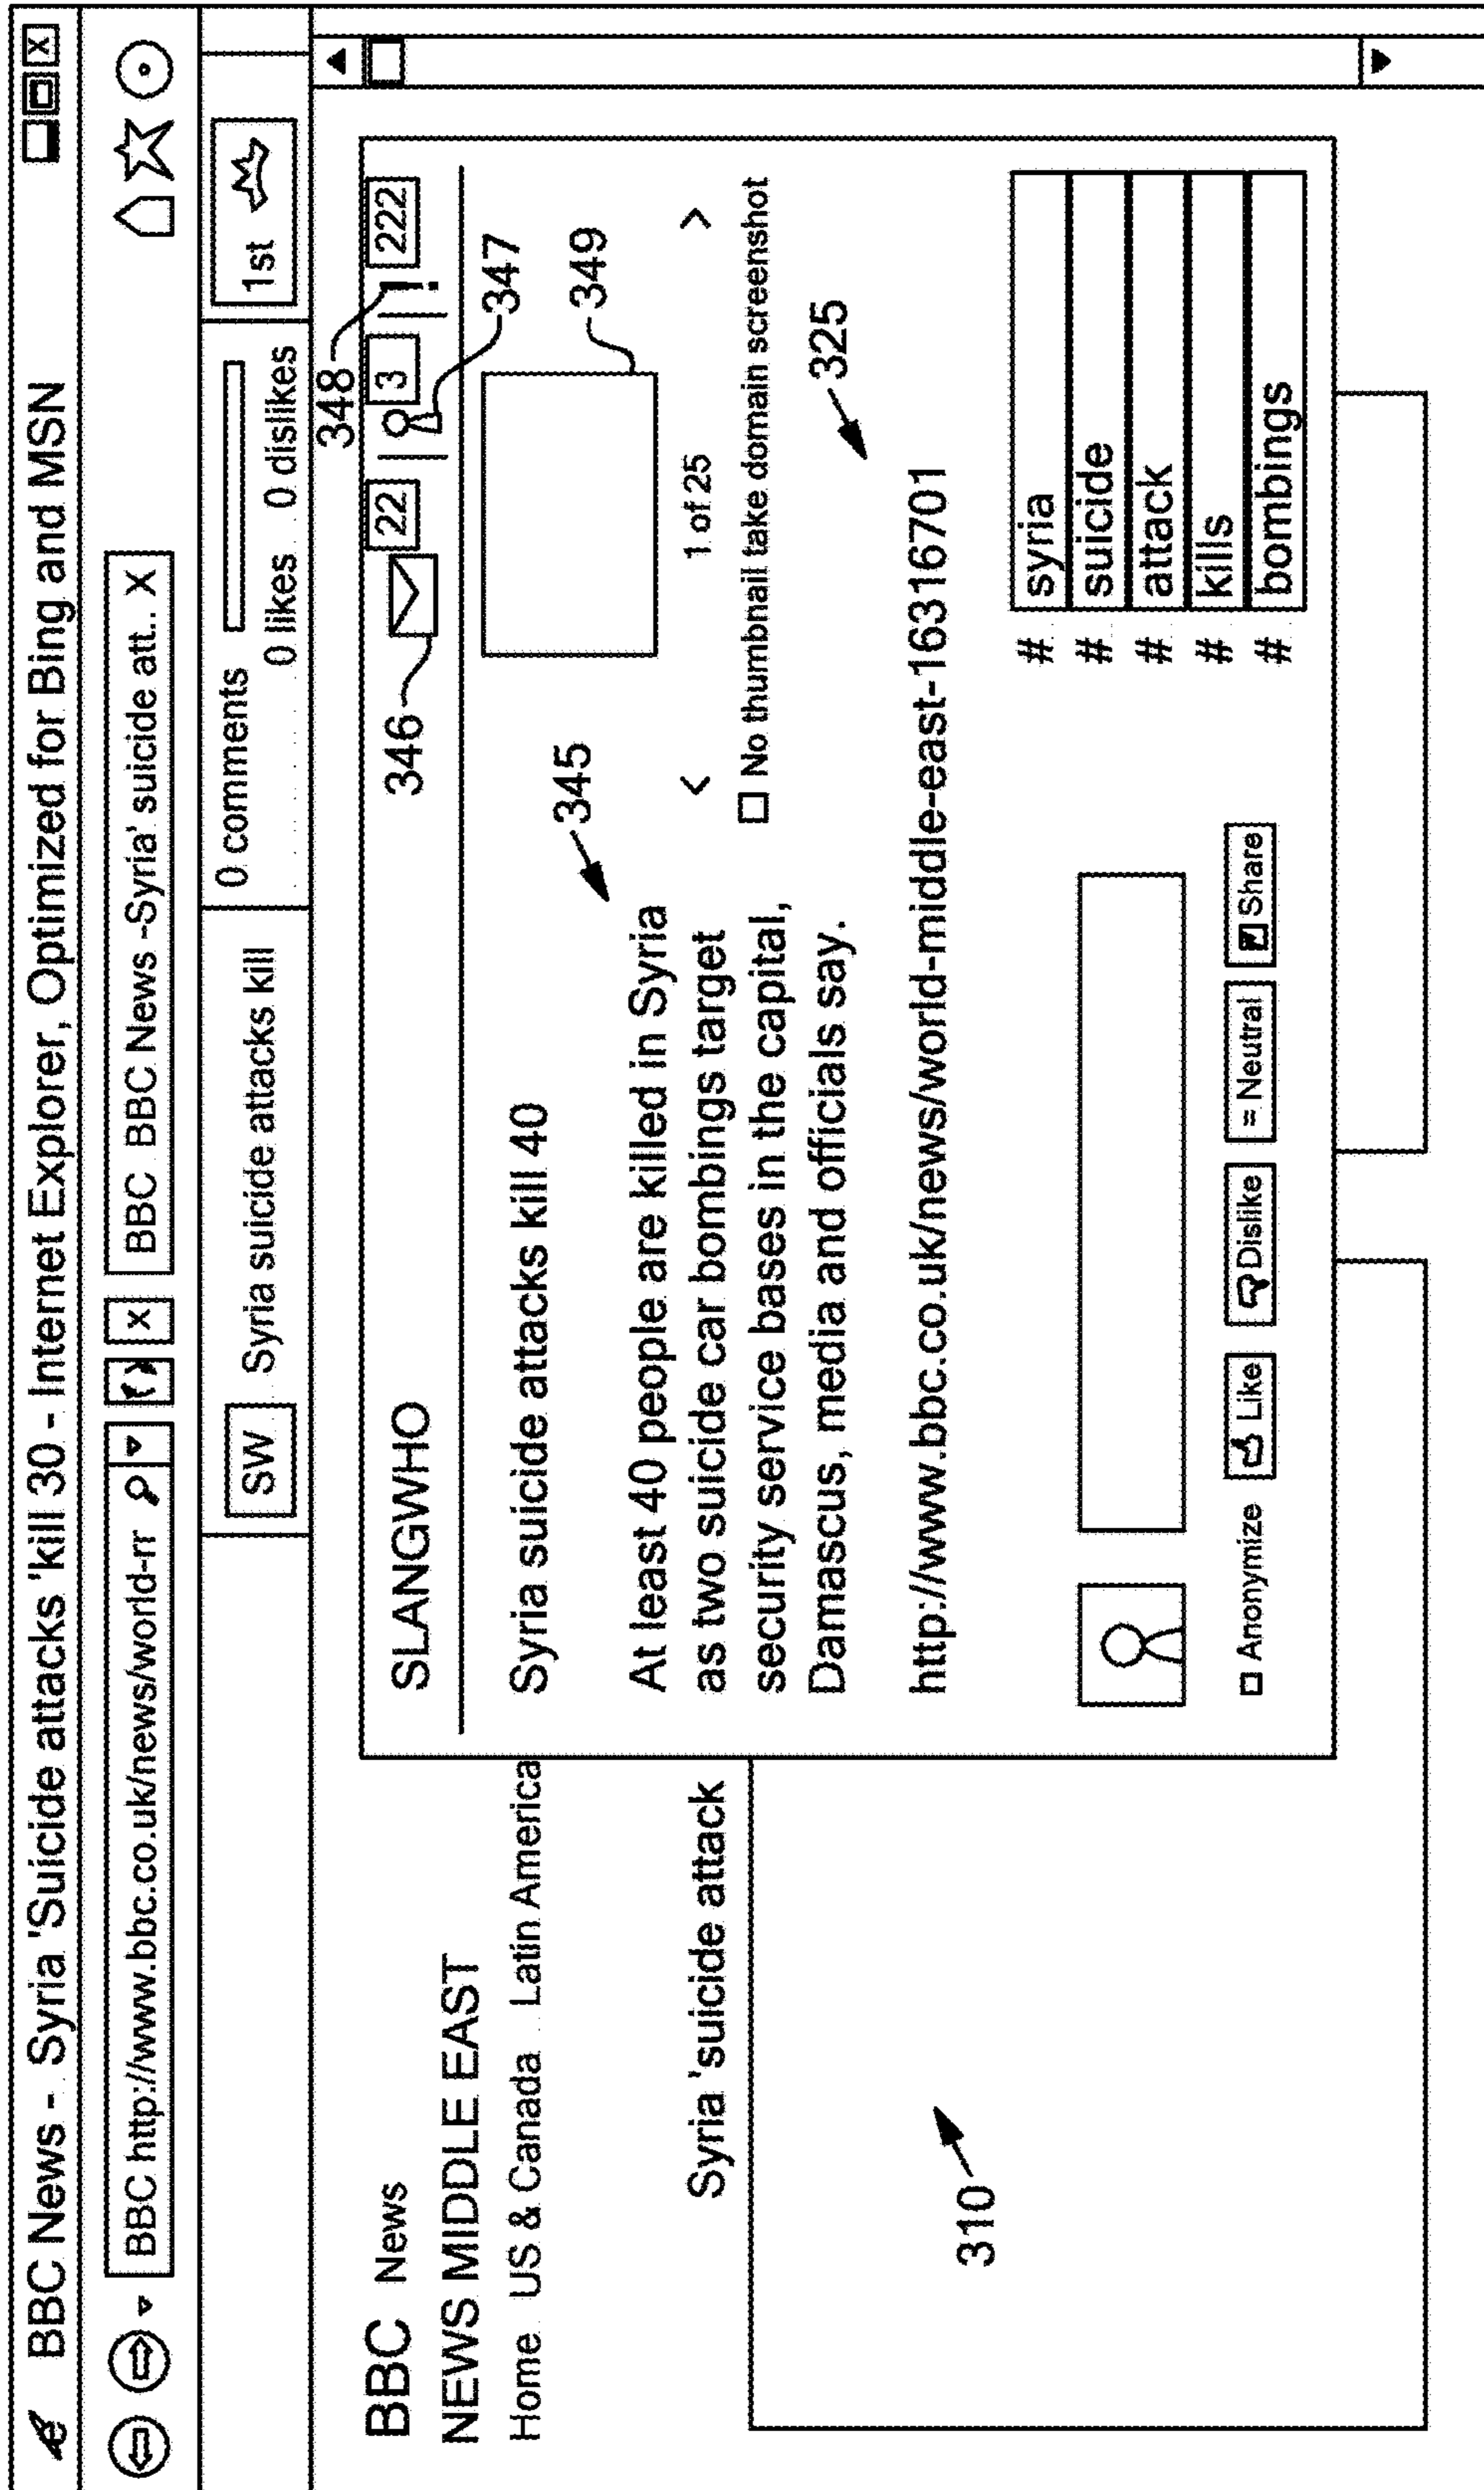 BBC News - Syria 'Suicide attacks 'kill 30 - Internet Explorer, Optimized for Bing and MSN
X
BBC http://www.bbc.co.uk/news/world-rr
X
BBC BBC News -Syria' suicide att.. X
SW
Syria suicide attacks kill
0 comments
0 likes 0 dislikes
1st
BBC News
NEWS MIDDLE EAST
Home US & Canada Latin America
Syria 'suicide attack
310
SLANGWHO
346
22
3
348
222
347
349
Syria suicide attacks kill 40
345
At least 40 people are killed in Syria
as two suicide car bombings target
security service bases in the capital,
Damascus, media and officials say.
< 1 of 25 >
No thumbnail take domain screenshot
325
http://www.bbc.co.uk/news/world-middle-east-16316701
# syria
# suicide
# attack
# kills
# bombings
Anonymize
Like
Dislike
= Neutral
Share